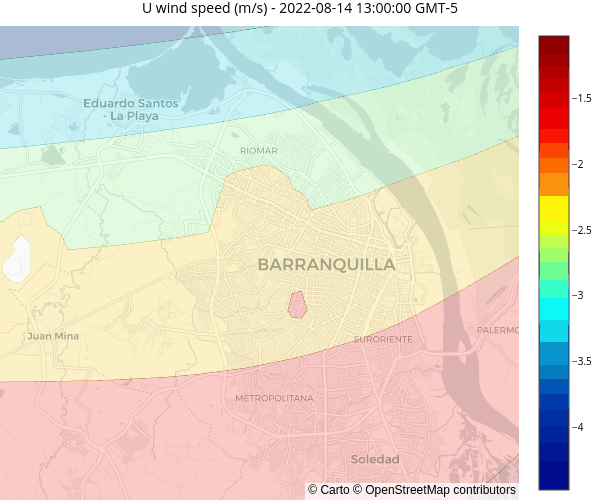 U wind speed (m/s) - 2022-08-14 13:00:00 GMT-5
Eduardo Santos
- La Playa
RIOMAR
BARRANQUILLA
Juan Mina
SURORIENTE
PALERMO
METROPOLITANA
Soledad
© Carto © OpenStreetMap contributors
−1.5
−2
−2.5
−3
−3.5
−4